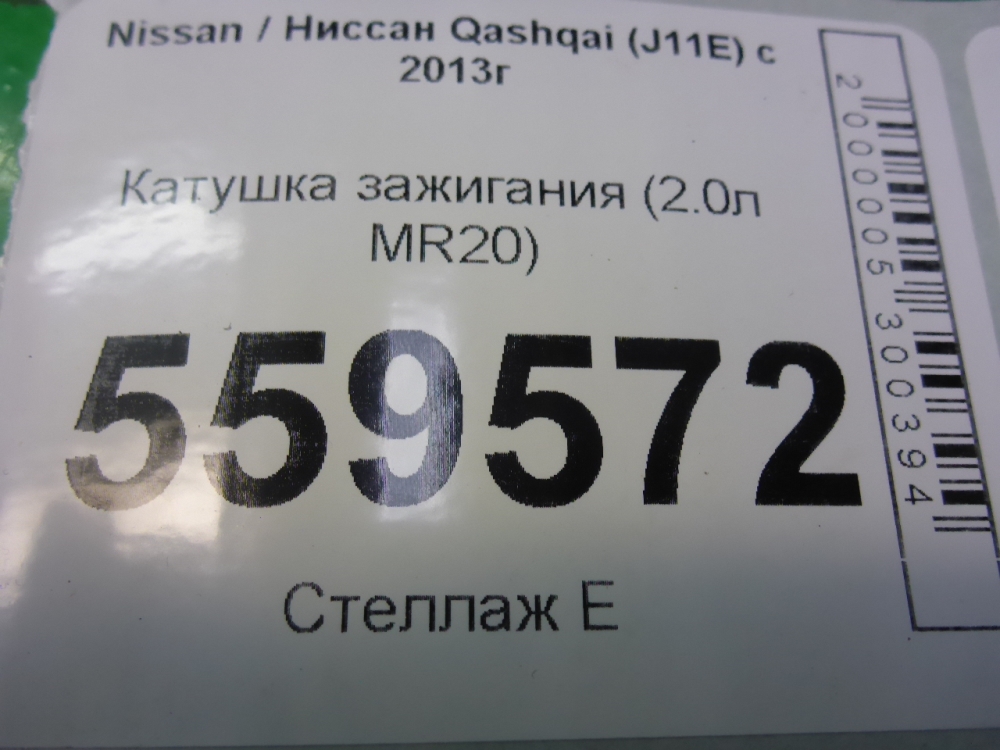 Nissan / Ниссан Qashqai (J11E) с
2013г
Катушка зажигания (2.0л
MR20)
559572
Стеллаж Е
2000005300394